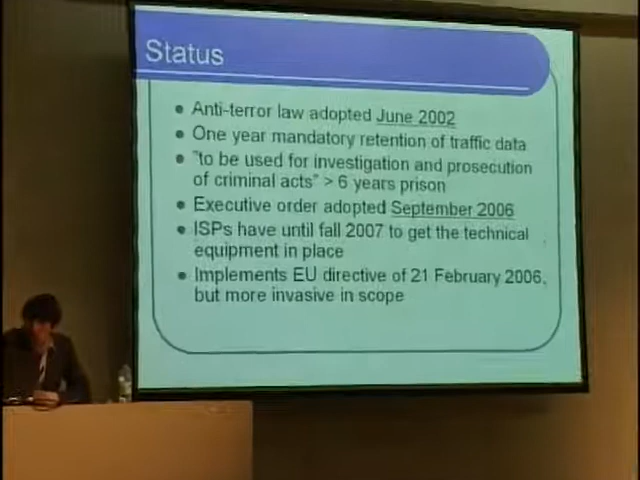 Status
• Anti-terror law adopted June 2002
• One year mandatory retention of traffic data
• "to be used for investigation and prosecution
of criminal acts" > 6 years prison
• Executive order adopted September 2006
• ISPs have until fall 2007 to get the technical
equipment in place
• Implements EU directive of 21 February 2006,
but more invasive in scope